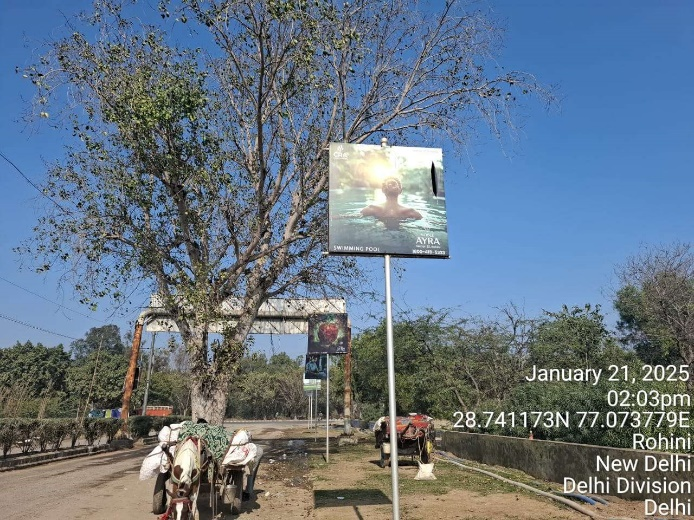 SWIMMING POOL
AYRA
January 21, 2025
02:03pm
28.741173N 77.073779E
Rohini
New Delhi
Delhi Division
Delhi